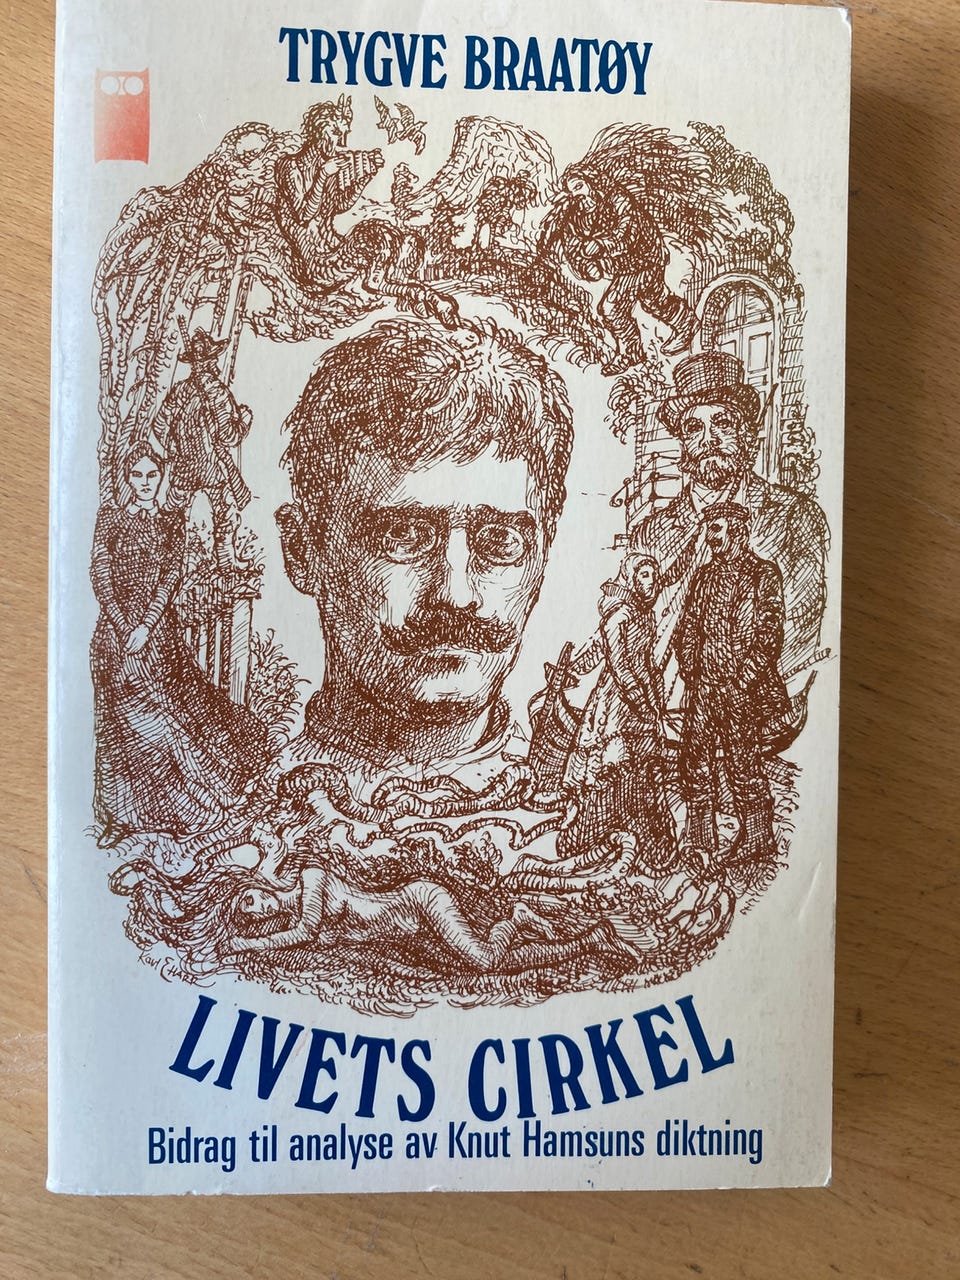 TRYGVE BRAATØY
LIVETS CIRKEL
Bidrag til analyse av Knut Hamsuns diktning